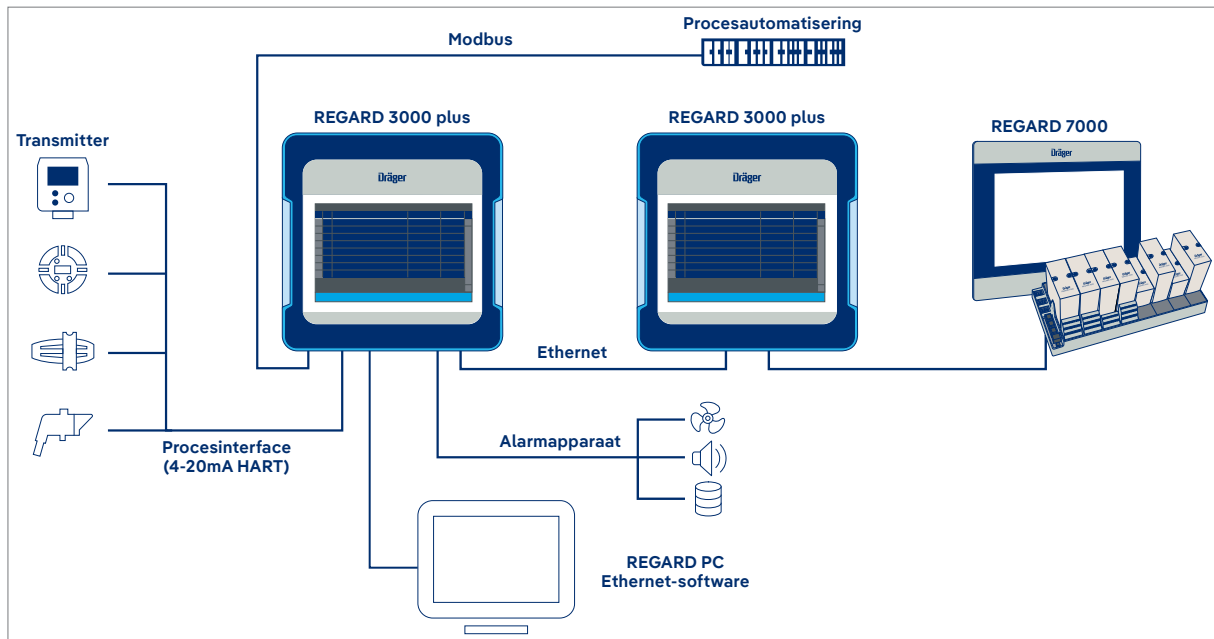 Procesautomatisering
Modbus
REGARD 3000 plus
REGARD 3000 plus
REGARD 7000
Transmitter
Dräger
Dräger
Dräger
Ethernet
Procesinterface
(4-20mA HART)
Alarmapparaat
REGARD PC
Ethernet-software